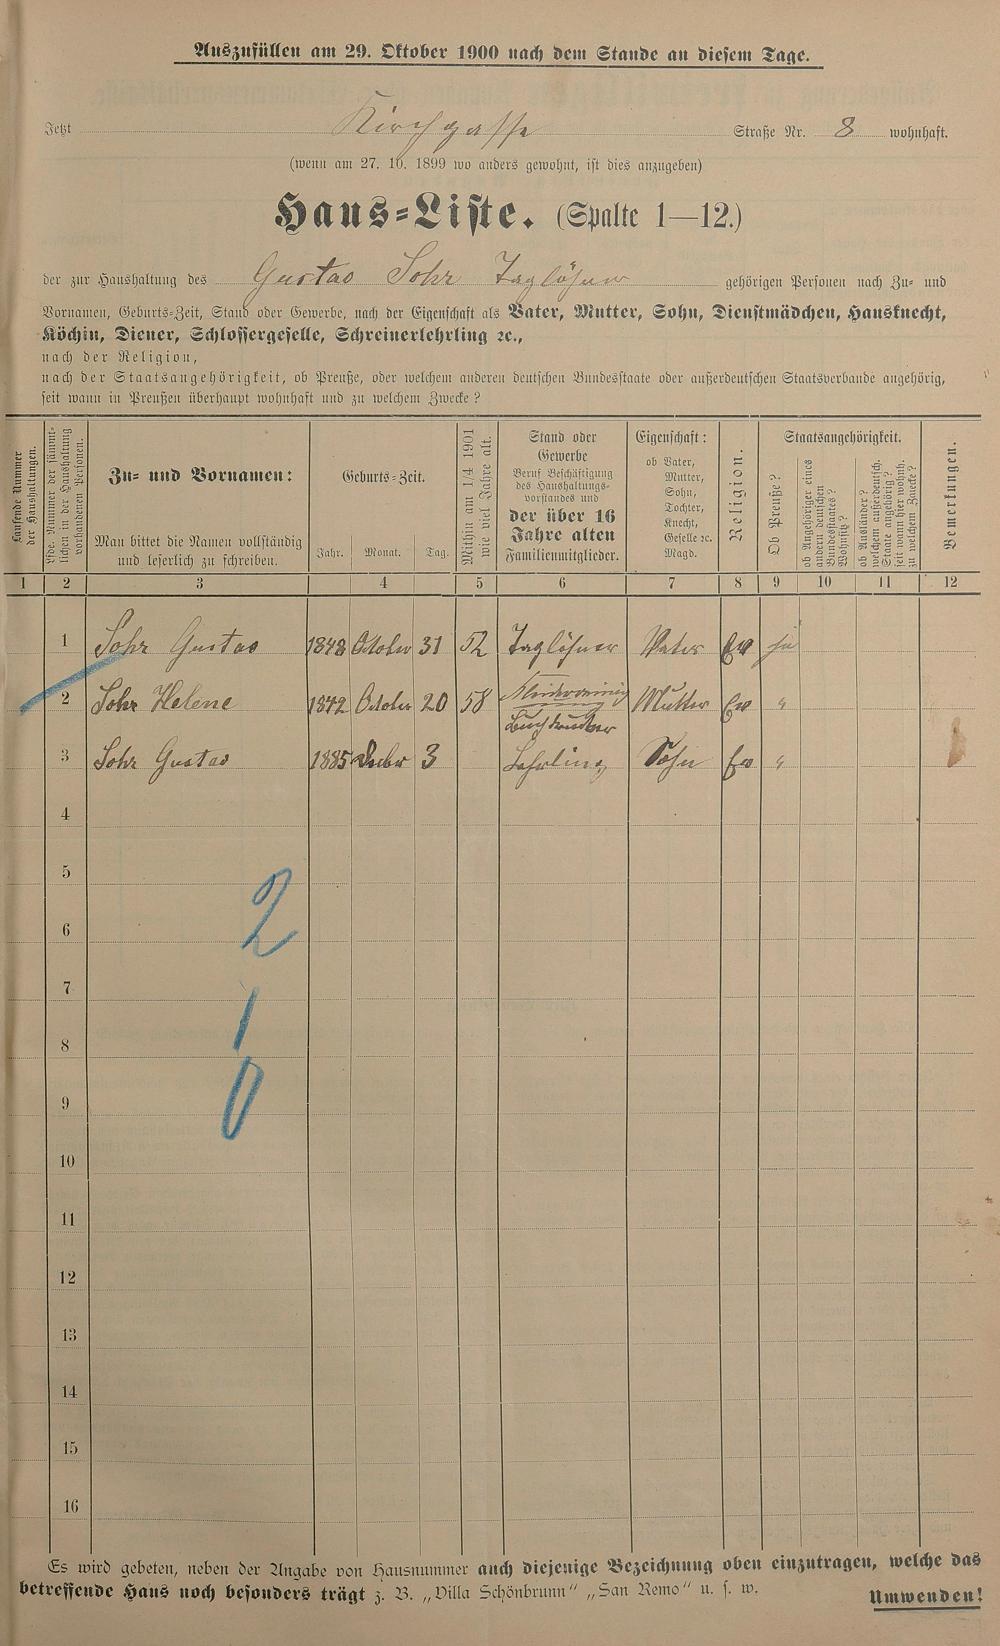 Auszufüllen am 29. Oktober 1900 nach dem Stande an diesem Tage.
Jetzt Kirchgasse Straße Nr. 8 wohnhaft.
(wenn am 27. 10. 1899 wo anders gewohnt, ist dies anzugeben)
Haus-Liste. (Spalte 1—12.)
der zur Haushaltung des Gustav Sohr Taglöhner gehörigen Personen nach Zu- und
Vornamen, Geburts-Zeit, Stand oder Gewerbe, nach der Eigenschaft als Vater, Mutter, Sohn, Dienstmädchen, Hausknecht,
Köchin, Diener, Schlossergeselle, Schreinerlehrling ꝛc.,
nach der Religion,
nach der Staatsangehörigkeit, ob Preuße, oder welchem anderen deutschen Bundesstaate oder außerdeutschen Staatsverbande angehörig,
seit wann in Preußen überhaupt wohnhaft und zu welchem Zwecke?
Laufende Nummer
der Haushaltungen.
Lfde. Nummer der sämmt-
lichen in der Haushaltung
vorhandenen Personen.
Zu- und Vornamen:
Man bittet die Namen vollständig
und leserlich zu schreiben.
Geburts-Zeit.
Jahr. Monat. Tag.
Mithin am 1/4 1901
wie viel Jahre alt.
Stand oder
Gewerbe
Beruf Beschäftigung
des Haushaltungs-
vorstandes und
der über 16
Jahre alten
Familienmitglieder.
Eigenschaft:
ob Vater,
Mutter,
Sohn,
Tochter,
Knecht,
Geselle ꝛc.
Magd.
Religion.
Staatsangehörigkeit.
Ob Preuße?
ob Angehöriger eines
andern deutschen
Bundesstaates?
Wohnsitz?
ob Ausländer?
welchem außerdeutsch.
Staate angehörig?
seit wann hier wohnh.
zu welchem Zwecke?
Bemerkungen.
1 2 3 4 5 6 7 8 9 10 11 12
1 Sohr Gustav 1848 October 31 52 Taglöhner Vater Ev ja
2 Sohr Helene 1842 October 20 58 Mutter Ev "
Buchdrucker
3 Sohr Gustav 1885 3 Lehrling Sohn Ev "
4
5
2
6
7
1
8
9
0
10
11
12
13
14
15
16
Es wird gebeten, neben der Angabe von Hausnummer auch diejenige Bezeichnung oben einzutragen, welche das
betreffende Haus noch besonders trägt z. B. „Villa Schönbrunn“ „San Remo“ u. s. w.
Umwenden!